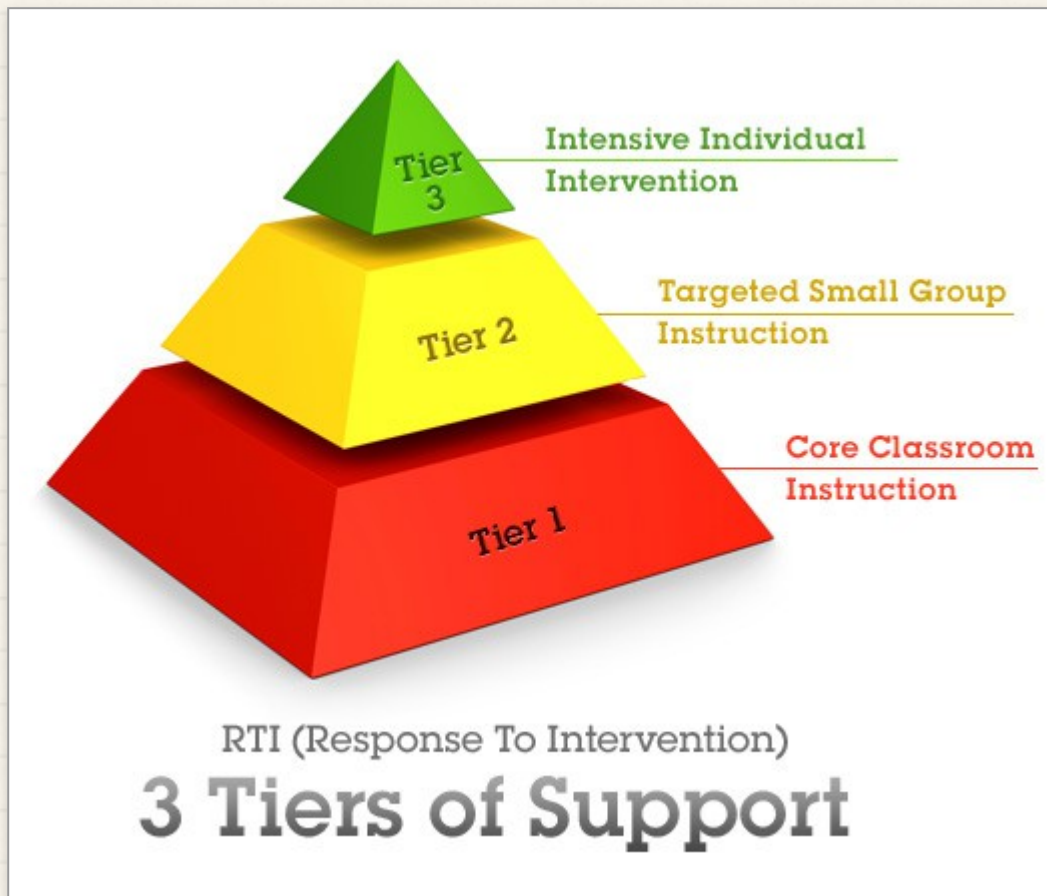 Tier
3
Intensive Individual
Intervention
Tier 2
Targeted Small Group
Instruction
Tier 1
Core Classroom
Instruction
RTI (Response To Intervention)
3 Tiers of Support